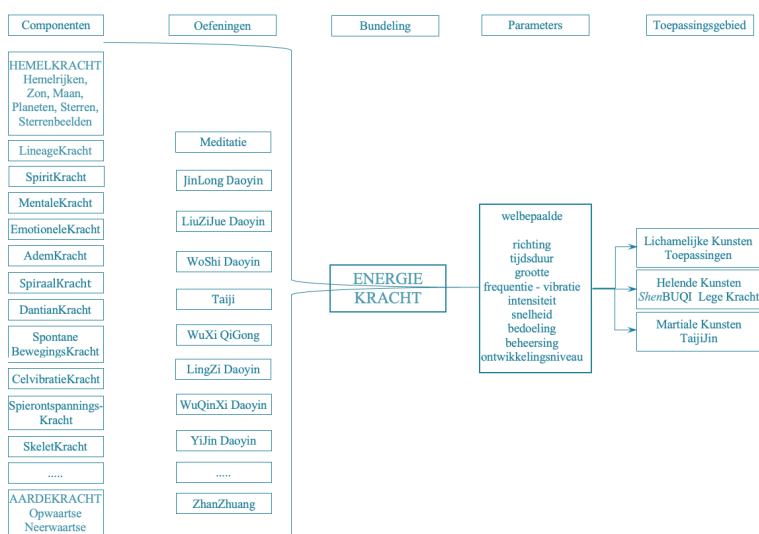 Componenten
Oefeningen
Bundeling
Parameters
Toepassingsgebied
HEMELKRACHT
Hemelrijken,
Zon, Maan,
Planeten, Sterren,
Sterrenbeelden
LineageKracht
SpiritKracht
MentaleKracht
EmotioneleKracht
AdemKracht
SpiraalKracht
DantianKracht
Spontane
BewegingsKracht
CelvibratieKracht
Spierontspannings-
Kracht
SkeletKracht
.....
AARDEKRACHT
Opwaartse
Neerwaartse
Meditatie
JinLong Daoyin
LiuZiJue Daoyin
WoShi Daoyin
Taiji
WuXi QiGong
LingZi Daoyin
WuQinXi Daoyin
YiJin Daoyin
.....
ZhanZhuang
ENERGIE
KRACHT
welbepaalde
richting
tijdsduur
grootte
frequentie - vibratie
intensiteit
snelheid
bedoeling
beheersing
ontwikkelingsniveau
Lichamelijke Kunsten
Toepassingen
Helende Kunsten
ShenBUQI Lege Kracht
Martiale Kunsten
TaijiJin